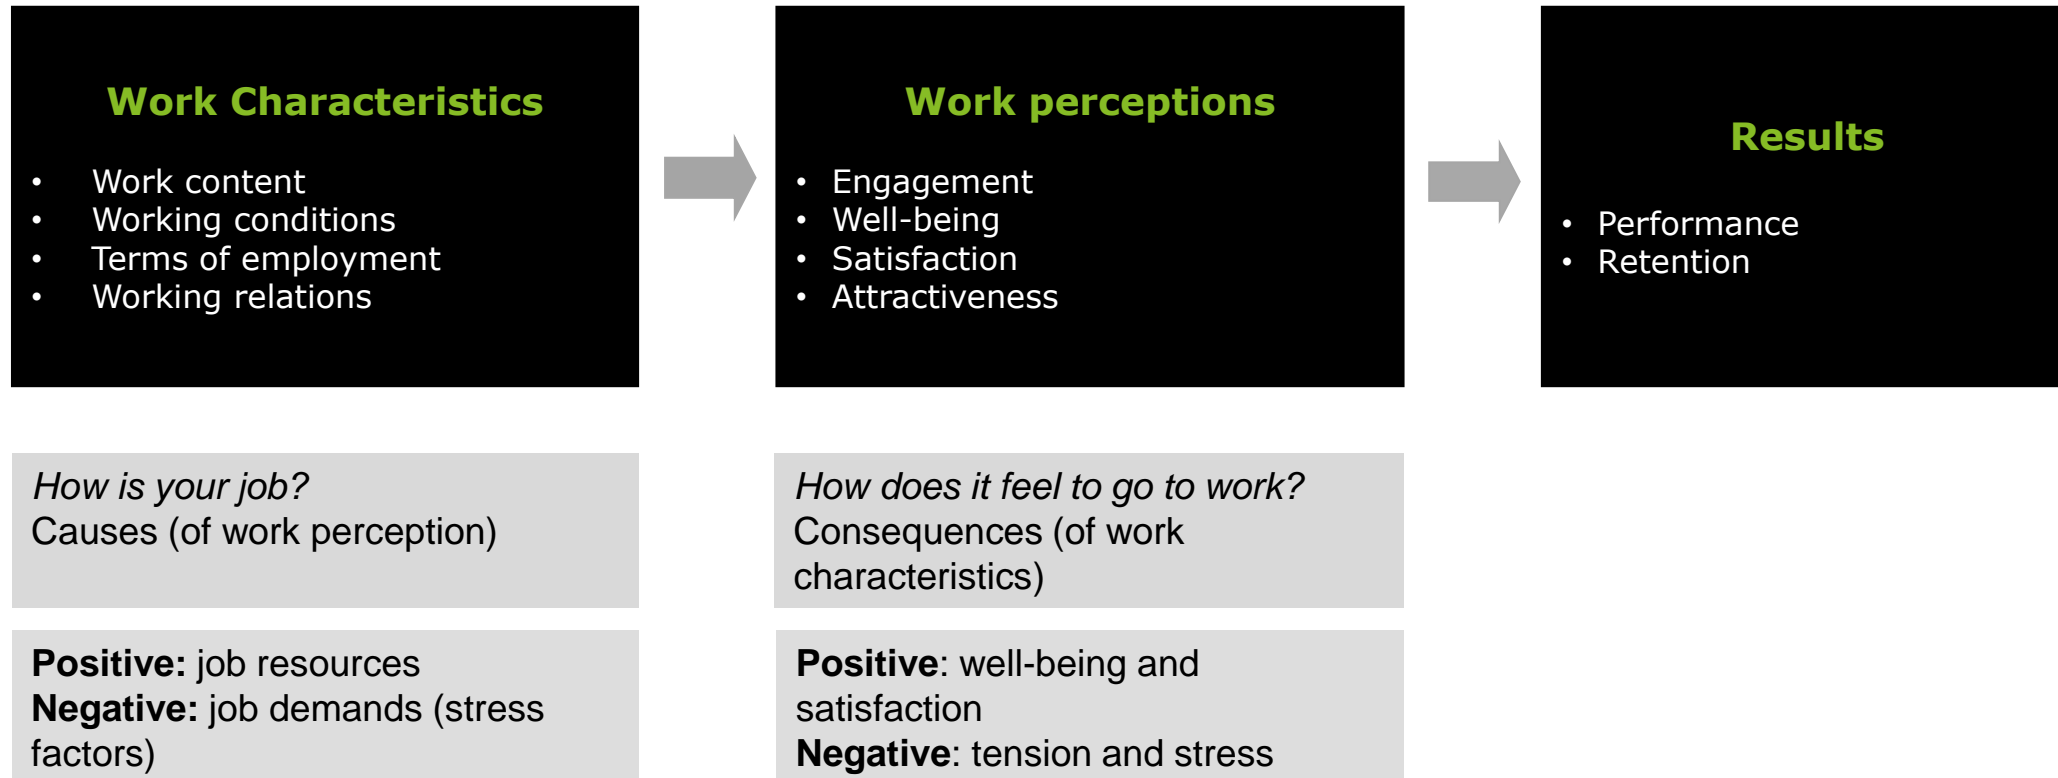 Work Characteristics
• Work content
• Working conditions
• Terms of employment
• Working relations
Work perceptions
• Engagement
• Well-being
• Satisfaction
• Attractiveness
Results
• Performance
• Retention
How is your job?
Causes (of work perception)
How does it feel to go to work?
Consequences (of work
characteristics)
Positive: job resources
Negative: job demands (stress
factors)
Positive: well-being and
satisfaction
Negative: tension and stress